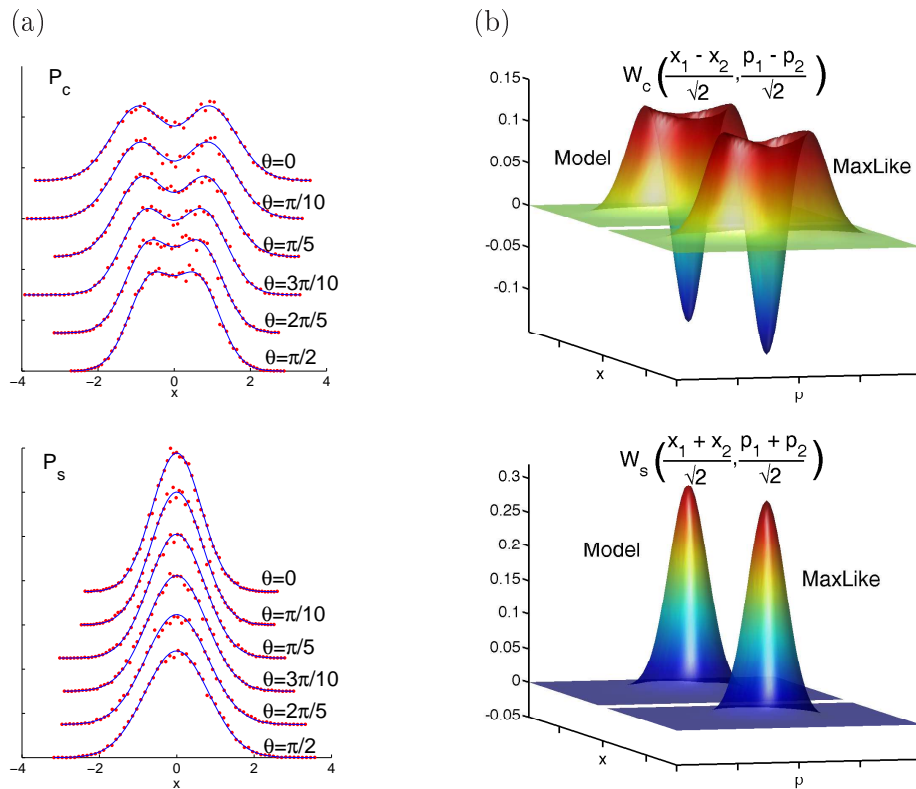 (a)
P_c
θ=0
θ=π/10
θ=π/5
θ=3π/10
θ=2π/5
θ=π/2
−4 −2 0 2 4
x
P_s
θ=0
θ=π/10
θ=π/5
θ=3π/10
θ=2π/5
θ=π/2
−4 −2 0 2 4
x
(b)
W_c (x_1 - x_2 / √2, p_1 - p_2 / √2)
0.15
0.1
0.05
0
-0.05
-0.1
Model
MaxLike
x
p
W_s (x_1 + x_2 / √2, p_1 + p_2 / √2)
0.3
0.25
0.2
0.15
0.1
0.05
0
-0.05
Model
MaxLike
x
p